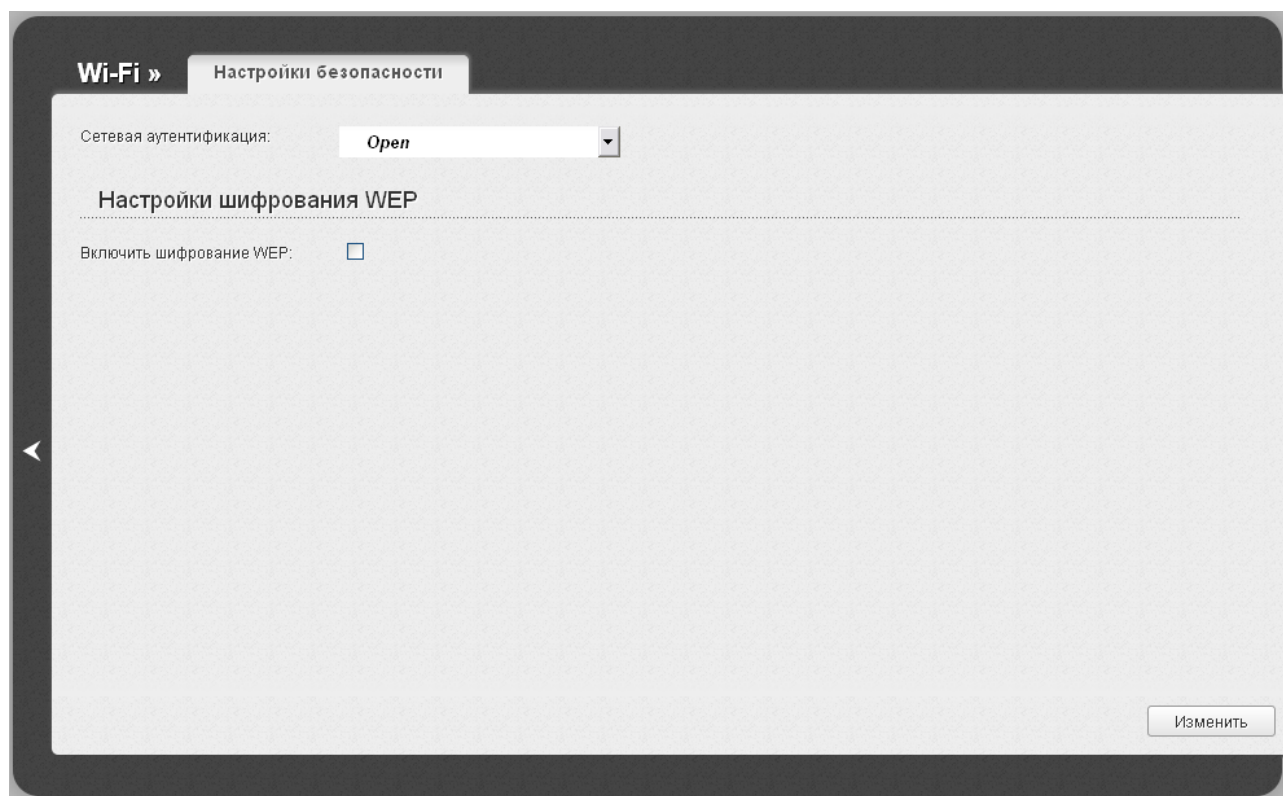 Wi-Fi »
Настройки безопасности
Сетевая аутентификация:
Open
Настройки шифрования WEP
Включить шифрование WEP:
Изменить